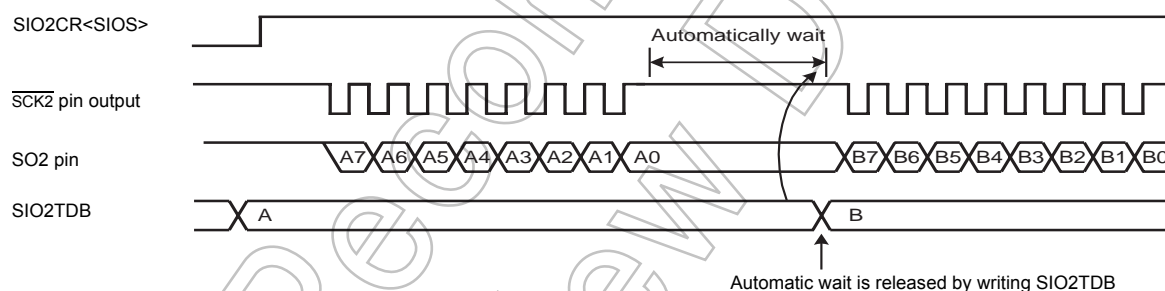 SIO2CR<SIOS>
Automatically wait
SCK2 pin output
SO2 pin
A7 A6 A5 A4 A3 A2 A1 A0 B7 B6 B5 B4 B3 B2 B1 B0
SIO2TDB
A B
Automatic wait is released by writing SIO2TDB